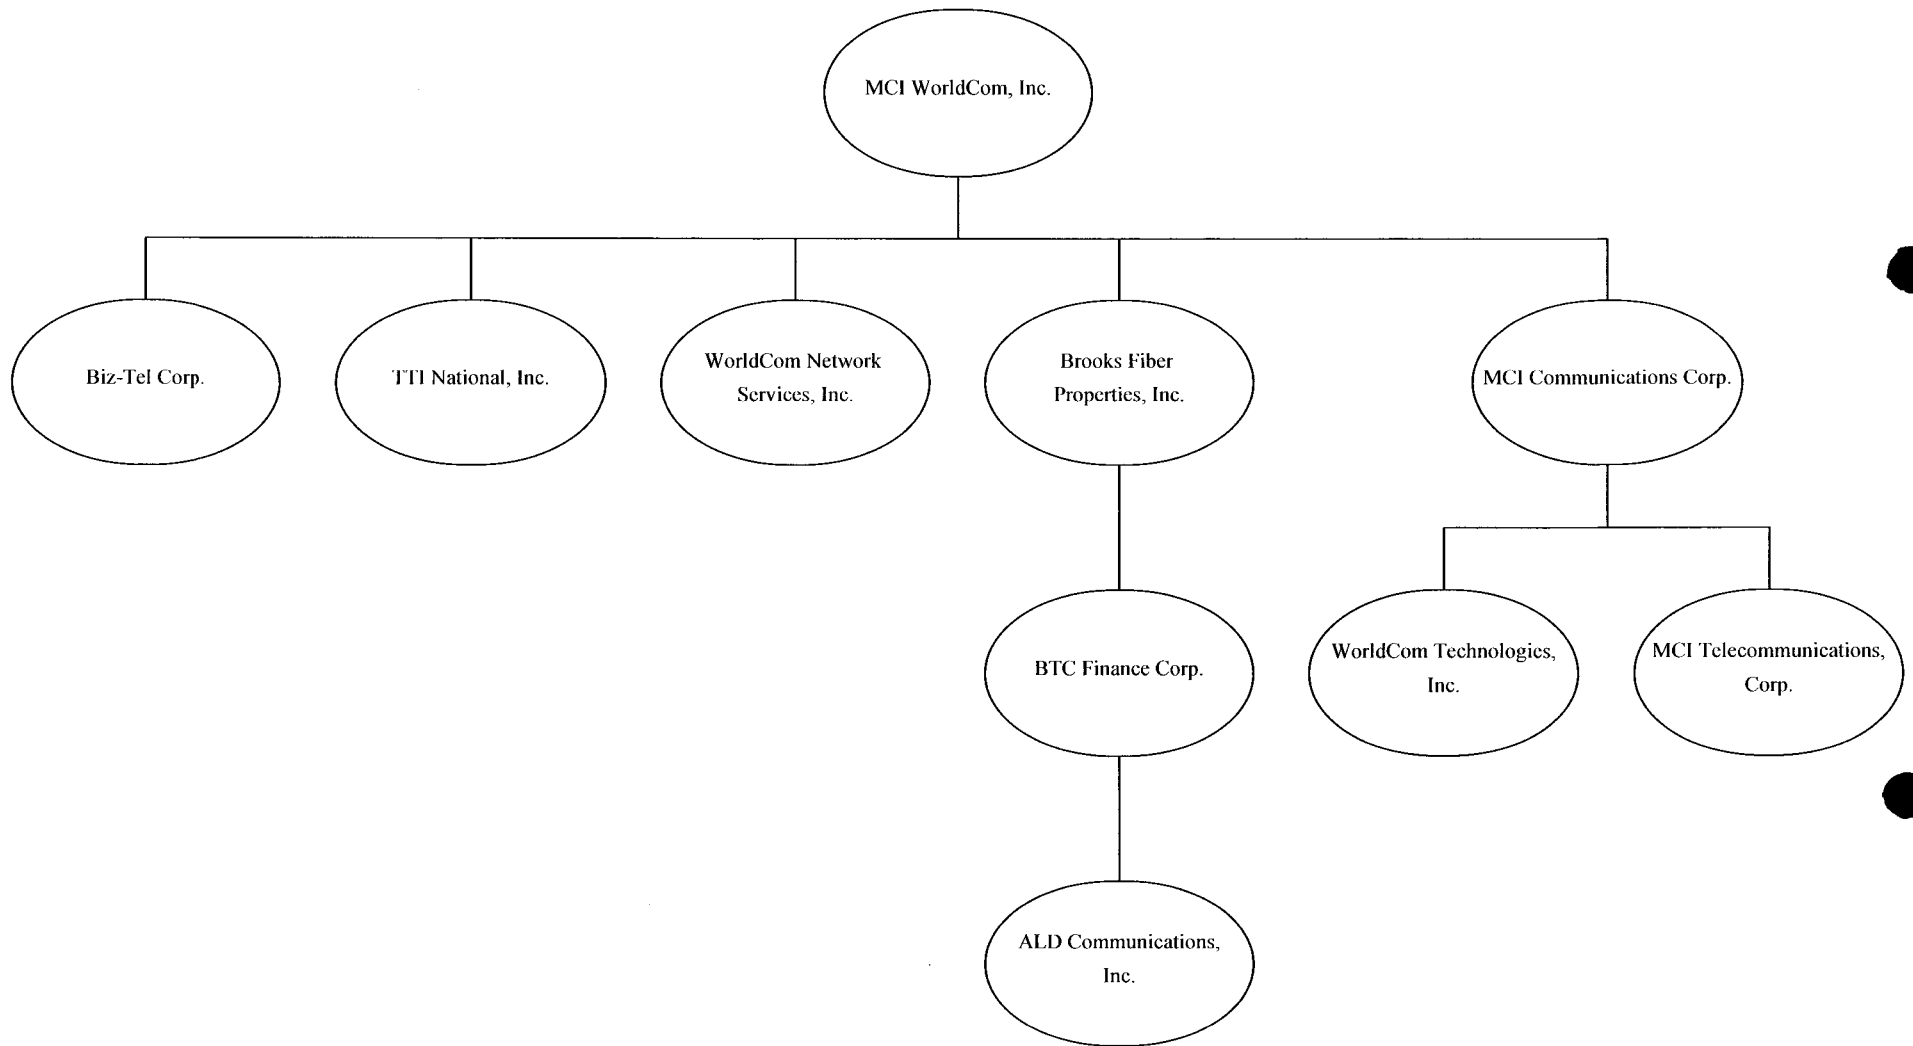 MCI WorldCom, Inc.
Biz-Tel Corp.
TTI National, Inc.
WorldCom Network
Services, Inc.
Brooks Fiber
Properties, Inc.
MCI Communications Corp.
BTC Finance Corp.
WorldCom Technologies,
Inc.
MCI Telecommunications,
Corp.
ALD Communications,
Inc.